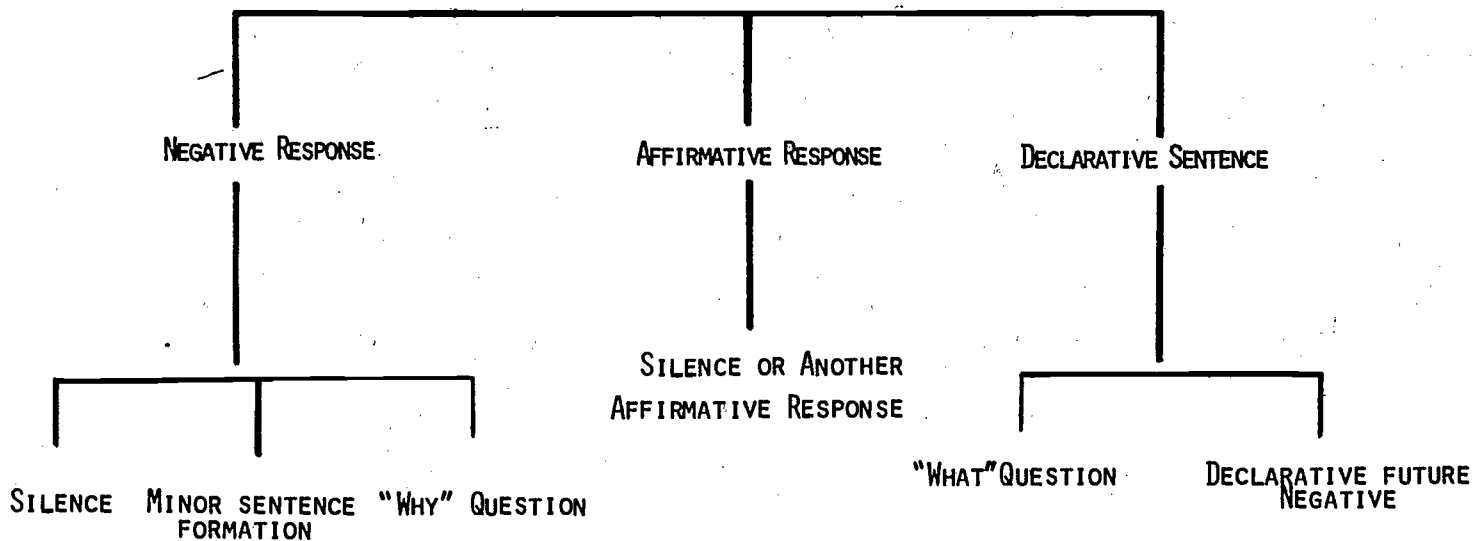 NEGATIVE RESPONSE
AFFIRMATIVE RESPONSE
DECLARATIVE SENTENCE
SILENCE OR ANOTHER
AFFIRMATIVE RESPONSE
SILENCE
MINOR SENTENCE
FORMATION
"WHY" QUESTION
"WHAT" QUESTION
DECLARATIVE FUTURE
NEGATIVE